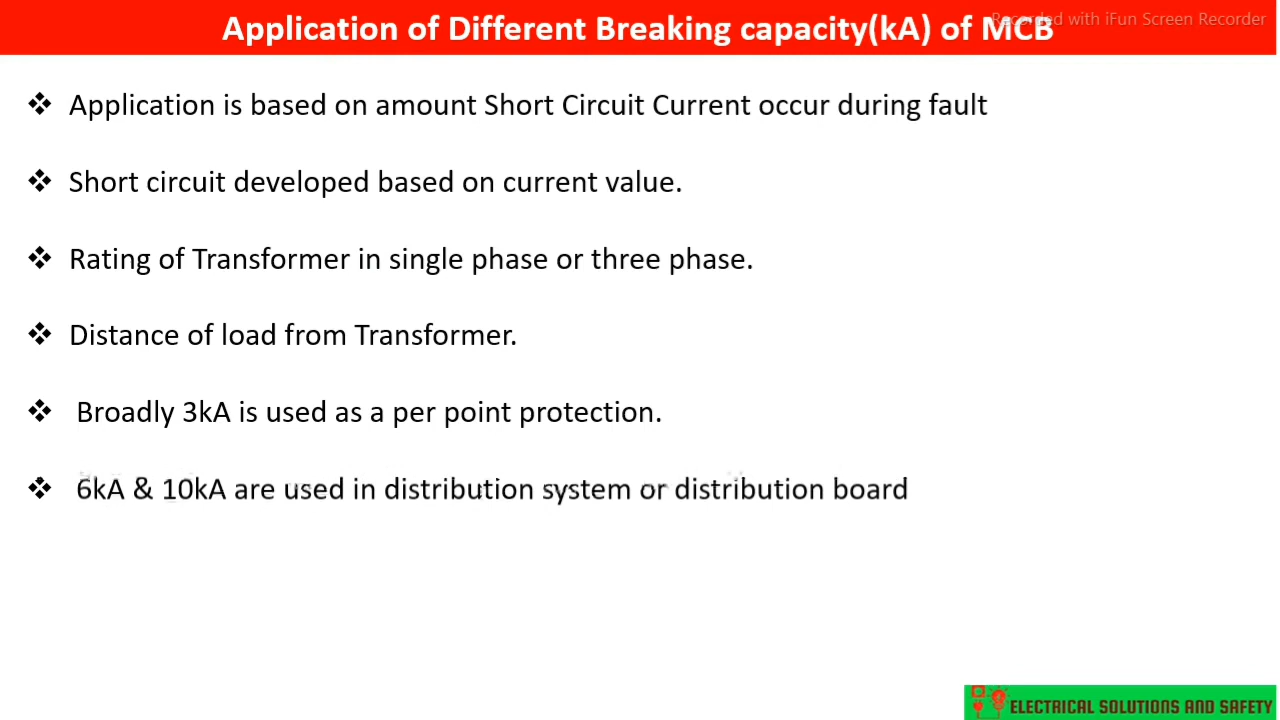 Application of Different Breaking capacity(kA) of MCB
Recorded with iFun Screen Recorder
❖ Application is based on amount Short Circuit Current occur during fault
❖ Short circuit developed based on current value.
❖ Rating of Transformer in single phase or three phase.
❖ Distance of load from Transformer.
❖ Broadly 3kA is used as a per point protection.
❖ 6kA & 10kA are used in distribution system or distribution board
ELECTRICAL SOLUTIONS AND SAFETY